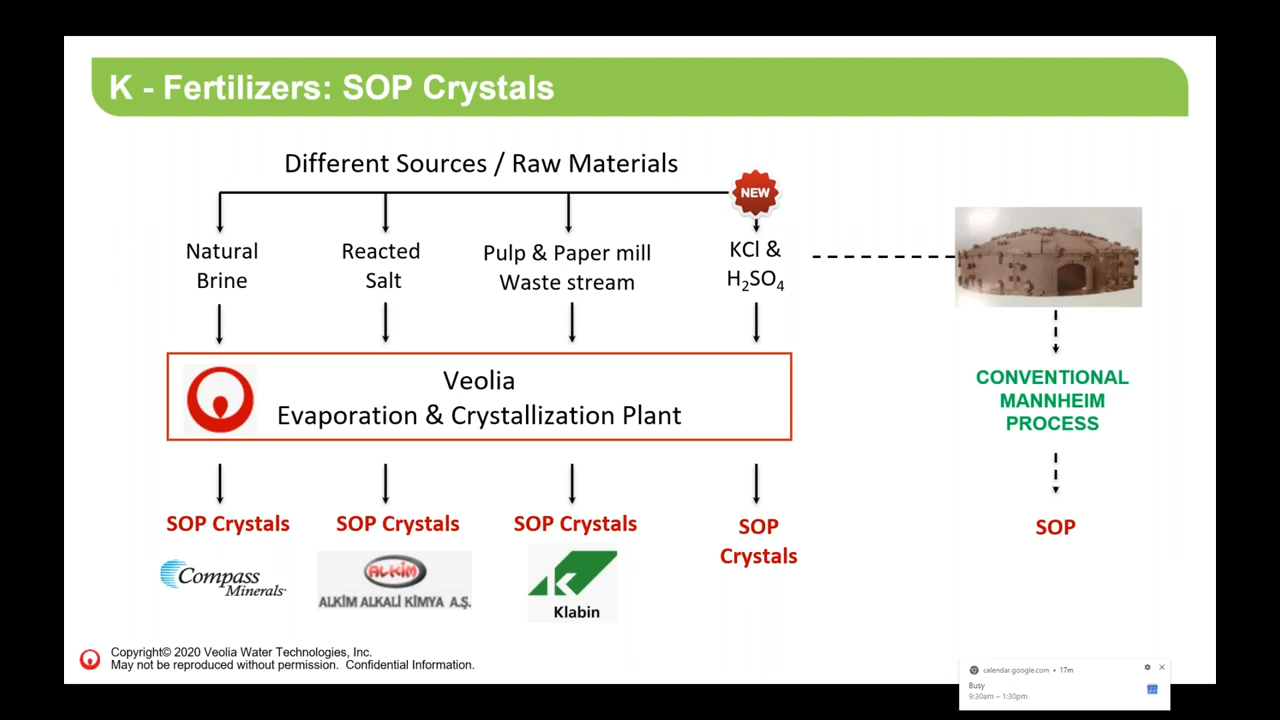 K - Fertilizers: SOP Crystals
Different Sources / Raw Materials
NEW
Natural
Brine
Reacted
Salt
Pulp & Paper mill
Waste stream
KCl &
H₂SO₄
Veolia
Evaporation & Crystallization Plant
CONVENTIONAL
MANNHEIM
PROCESS
SOP Crystals
SOP Crystals
SOP Crystals
SOP
Crystals
SOP
Compass
Minerals
ALKİM
ALKİM ALKALİ KİMYA A.Ş.
Klabin
Copyright© 2020 Veolia Water Technologies, Inc.
May not be reproduced without permission. Confidential Information.
calendar.google.com • 17m
Busy
9:30am – 1:30pm